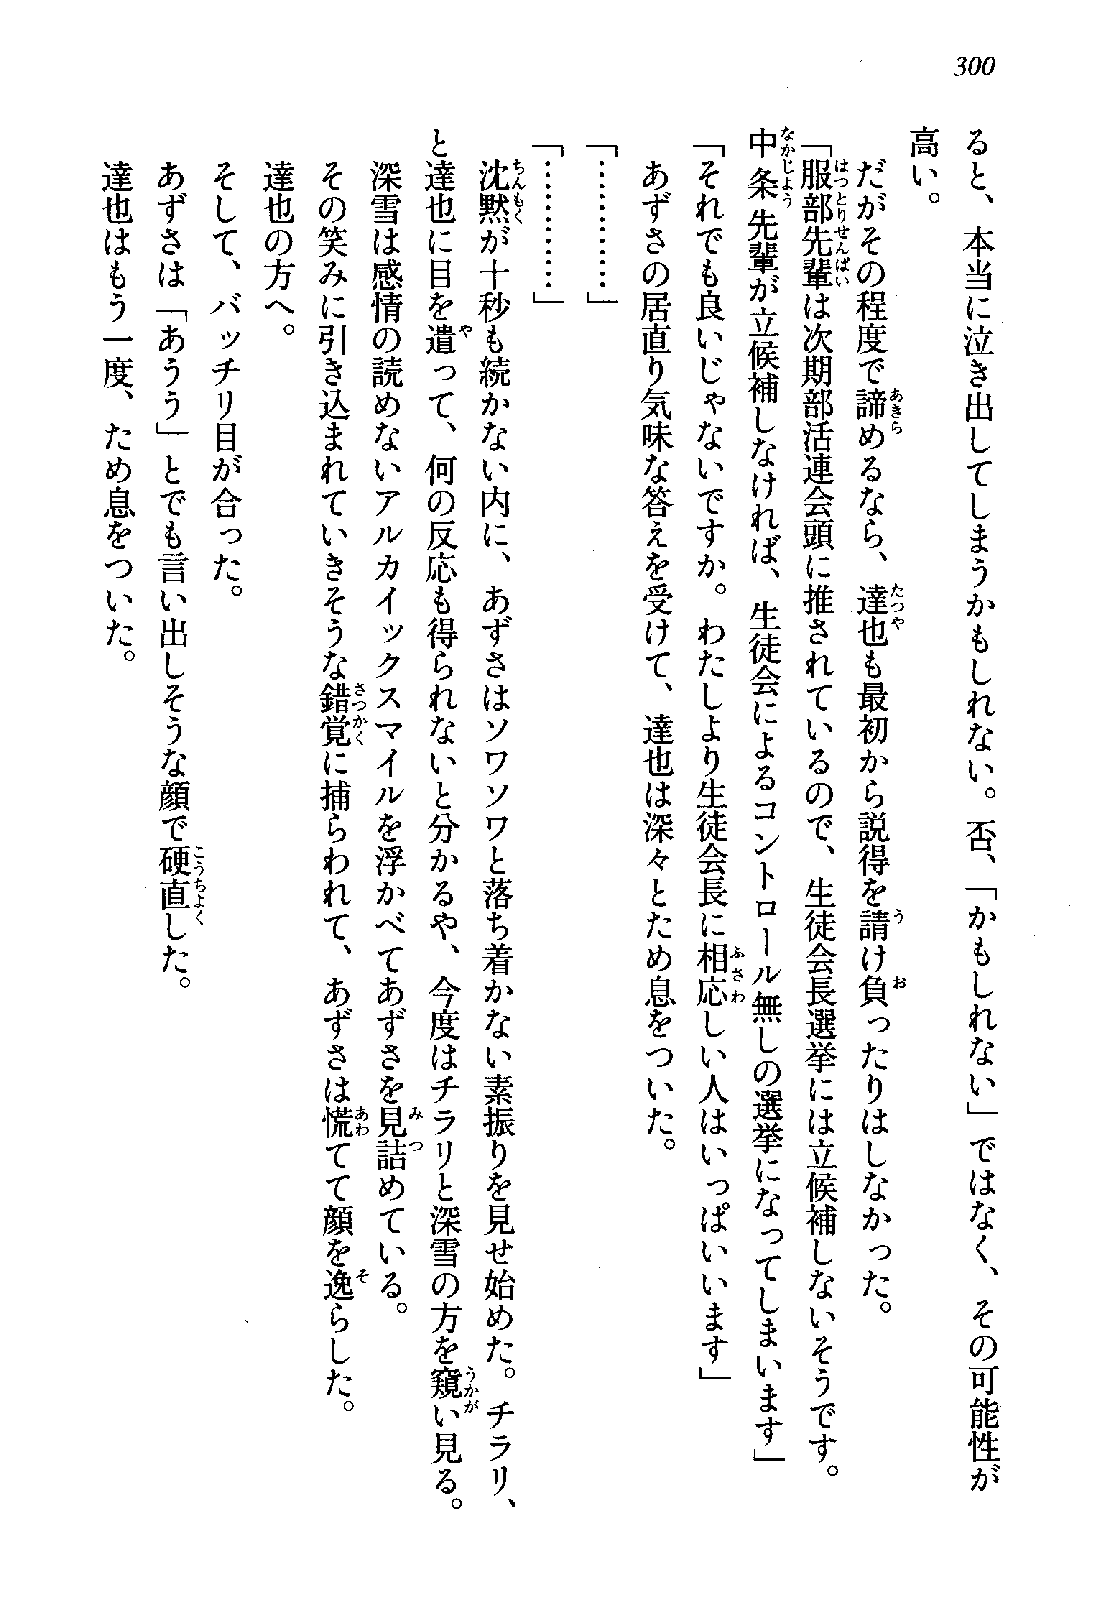 300
ると、本当に泣き出してしまうかもしれない。否、「かもしれない」ではなく、その可能性が
高い。
だがその程度で諦めるなら、達也も最初から説得を請け負ったりはしなかった。
「服部先輩は次期部活連会頭に推されているので、生徒会長選挙には立候補しないそうです。
中条先輩が立候補しなければ、生徒会によるコントロール無しの選挙になってしまいます」
「それでも良いじゃないですか。わたしより生徒会長に相応しい人はいっぱいいます」
あずさの居直り気味な答えを受けて、達也は深々とため息をついた。
「…………」
「…………」
沈黙が十秒も続かない内に、あずさはソワソワと落ち着かない素振りを見せ始めた。チラリ、
と達也に目を遣って、何の反応も得られないと分かるや、今度はチラリと深雪の方を窺い見る。
深雪は感情の読めないアルカイックスマイルを浮かべてあずさを見詰めている。
その笑みに引き込まれていきそうな錯覚に捕らわれて、あずさは慌てて顔を逸らした。
達也の方へ。
そして、バッチリ目が合った。
あずさは「あうう」とでも言い出しそうな顔で硬直した。
達也はもう一度、ため息をついた。